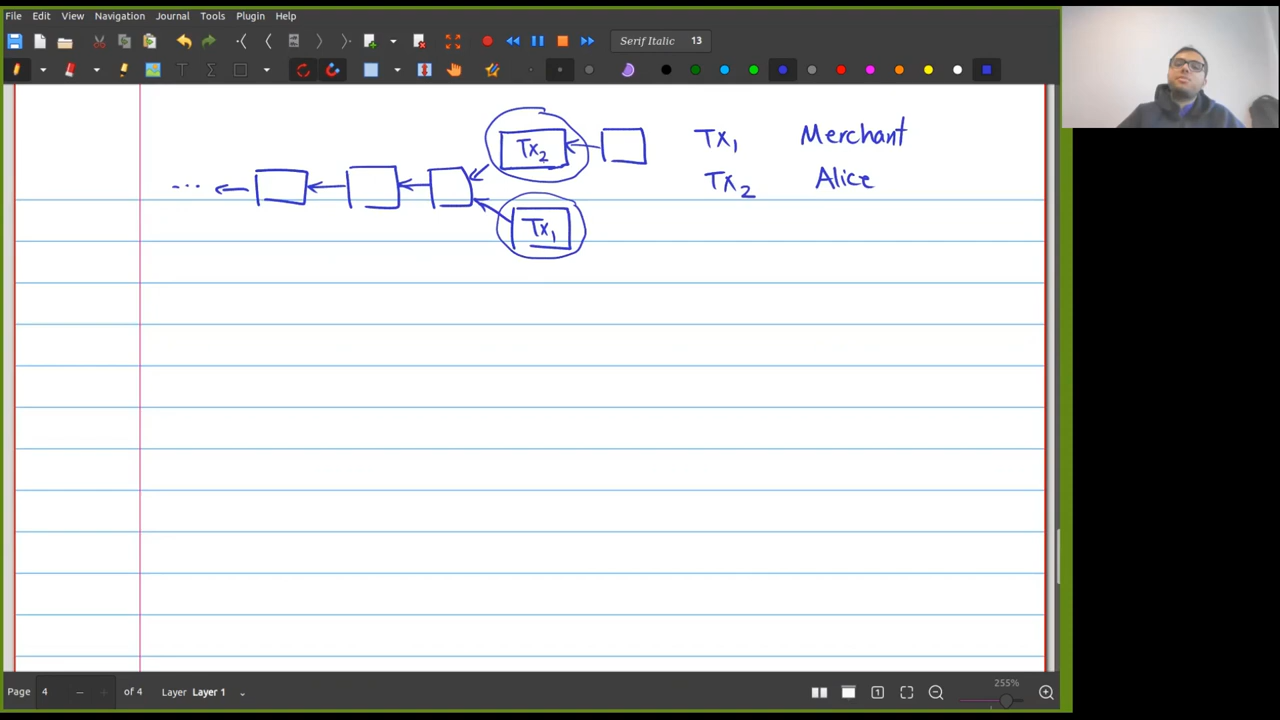 File Edit View Navigation Journal Tools Plugin Help
Serif Italic 13
Tx2 Tx1 Merchant
Tx2 Alice
...
Tx1
Page 4 of 4 Layer Layer 1 255%